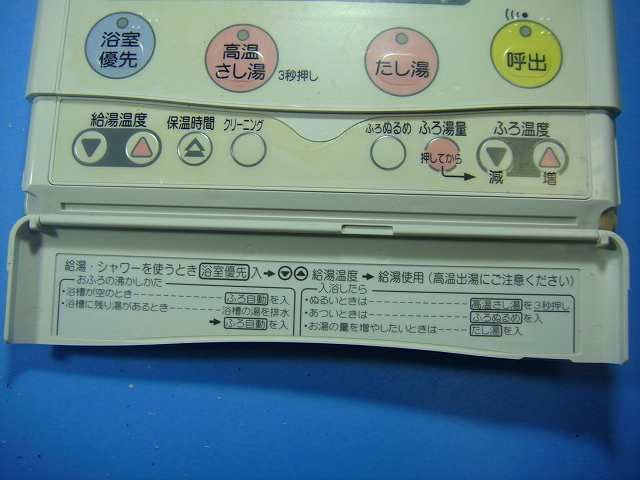 浴室
優先
高温
さし湯
3秒押し
たし湯
呼出
給湯温度
保温時間
クリーニング
ふろぬるめ
ふろ湯量
ふろ温度
押してから
減
増
給湯・シャワーを使うとき 浴室優先 入→▼▲ 給湯温度→給湯使用(高温出湯にご注意ください)
おふろの沸かしかた
・浴槽が空のとき ふろ自動 を入
・浴槽に残り湯があるとき 浴槽の湯を排水
→ ふろ自動 を入
入浴したら
・ぬるいときは 高温さし湯 を3秒押し
・あついときは ふろぬるめ を入
・お湯の量を増やしたいときは たし湯 を入